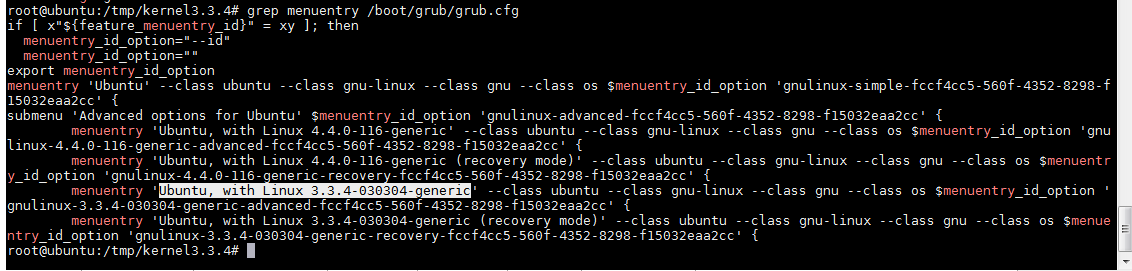 root@ubuntu:/tmp/kernel3.3.4# grep menuentry /boot/grub/grub.cfg
if [ x"${feature_menuentry_id}" = xy ]; then
  menuentry_id_option="--id"
  menuentry_id_option=""
export menuentry_id_option
menuentry 'Ubuntu' --class ubuntu --class gnu-linux --class gnu --class os $menuentry_id_option 'gnulinux-simple-fccf4cc5-560f-4352-8298-f
15032eaa2cc' {
submenu 'Advanced options for Ubuntu' $menuentry_id_option 'gnulinux-advanced-fccf4cc5-560f-4352-8298-f15032eaa2cc' {
        menuentry 'Ubuntu, with Linux 4.4.0-116-generic' --class ubuntu --class gnu-linux --class gnu --class os $menuentry_id_option 'gnu
linux-4.4.0-116-generic-advanced-fccf4cc5-560f-4352-8298-f15032eaa2cc' {
        menuentry 'Ubuntu, with Linux 4.4.0-116-generic (recovery mode)' --class ubuntu --class gnu-linux --class gnu --class os $menuentr
y_id_option 'gnulinux-4.4.0-116-generic-recovery-fccf4cc5-560f-4352-8298-f15032eaa2cc' {
        menuentry 'Ubuntu, with Linux 3.3.4-030304-generic' --class ubuntu --class gnu-linux --class gnu --class os $menuentry_id_option '
gnulinux-3.3.4-030304-generic-advanced-fccf4cc5-560f-4352-8298-f15032eaa2cc' {
        menuentry 'Ubuntu, with Linux 3.3.4-030304-generic (recovery mode)' --class ubuntu --class gnu-linux --class gnu --class os $menue
ntry_id_option 'gnulinux-3.3.4-030304-generic-recovery-fccf4cc5-560f-4352-8298-f15032eaa2cc' {
root@ubuntu:/tmp/kernel3.3.4#